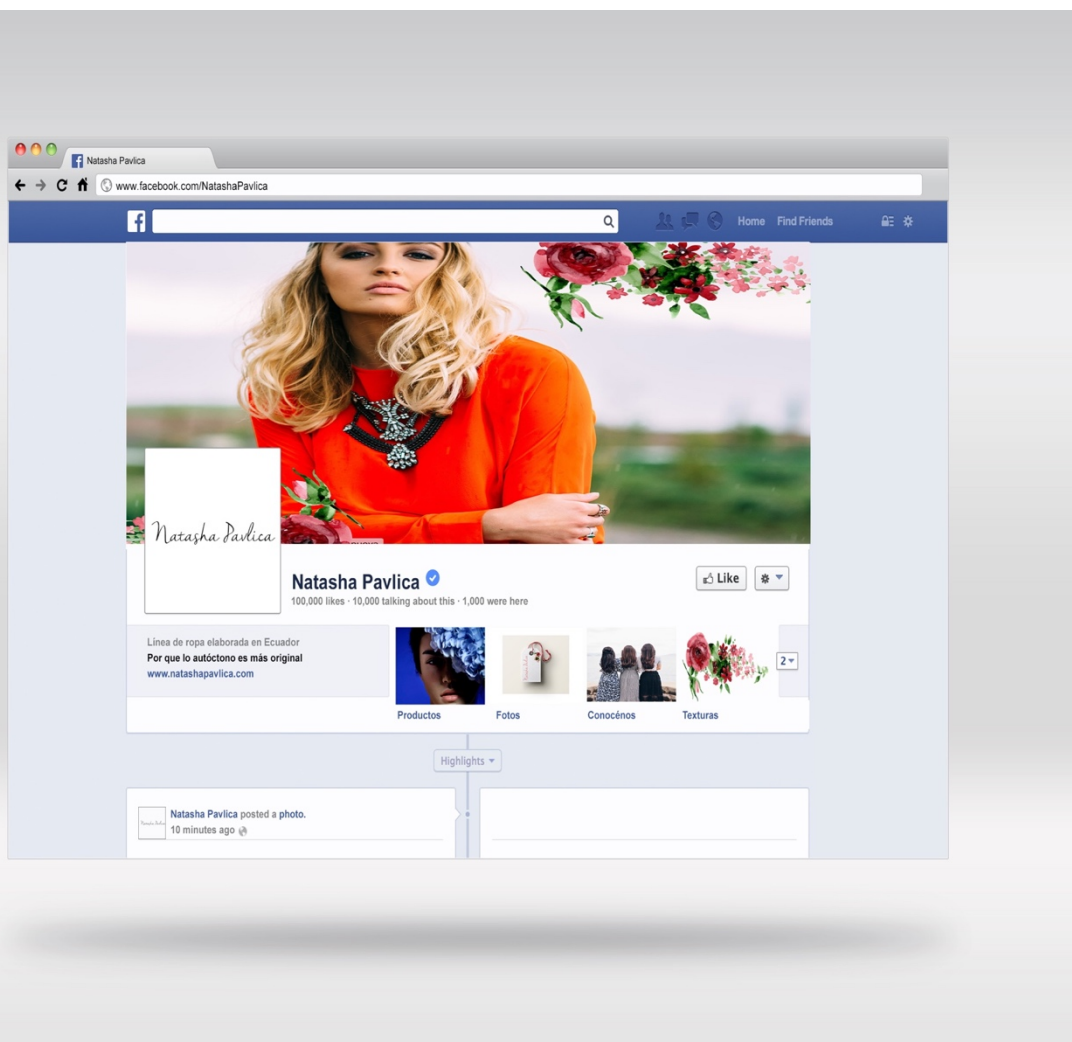 Natasha Pavlica
www.facebook.com/NatashaPavlica
f
Home Find Friends
Natasha Pavlica
Natasha Pavlica
100,000 likes · 10,000 talking about this · 1,000 were here
Like
Linea de ropa elaborada en Ecuador
Por que lo autóctono es más original
www.natashapavlica.com
2
Productos Fotos Conocénos Texturas
Highlights
Natasha Pavlica posted a photo.
10 minutes ago